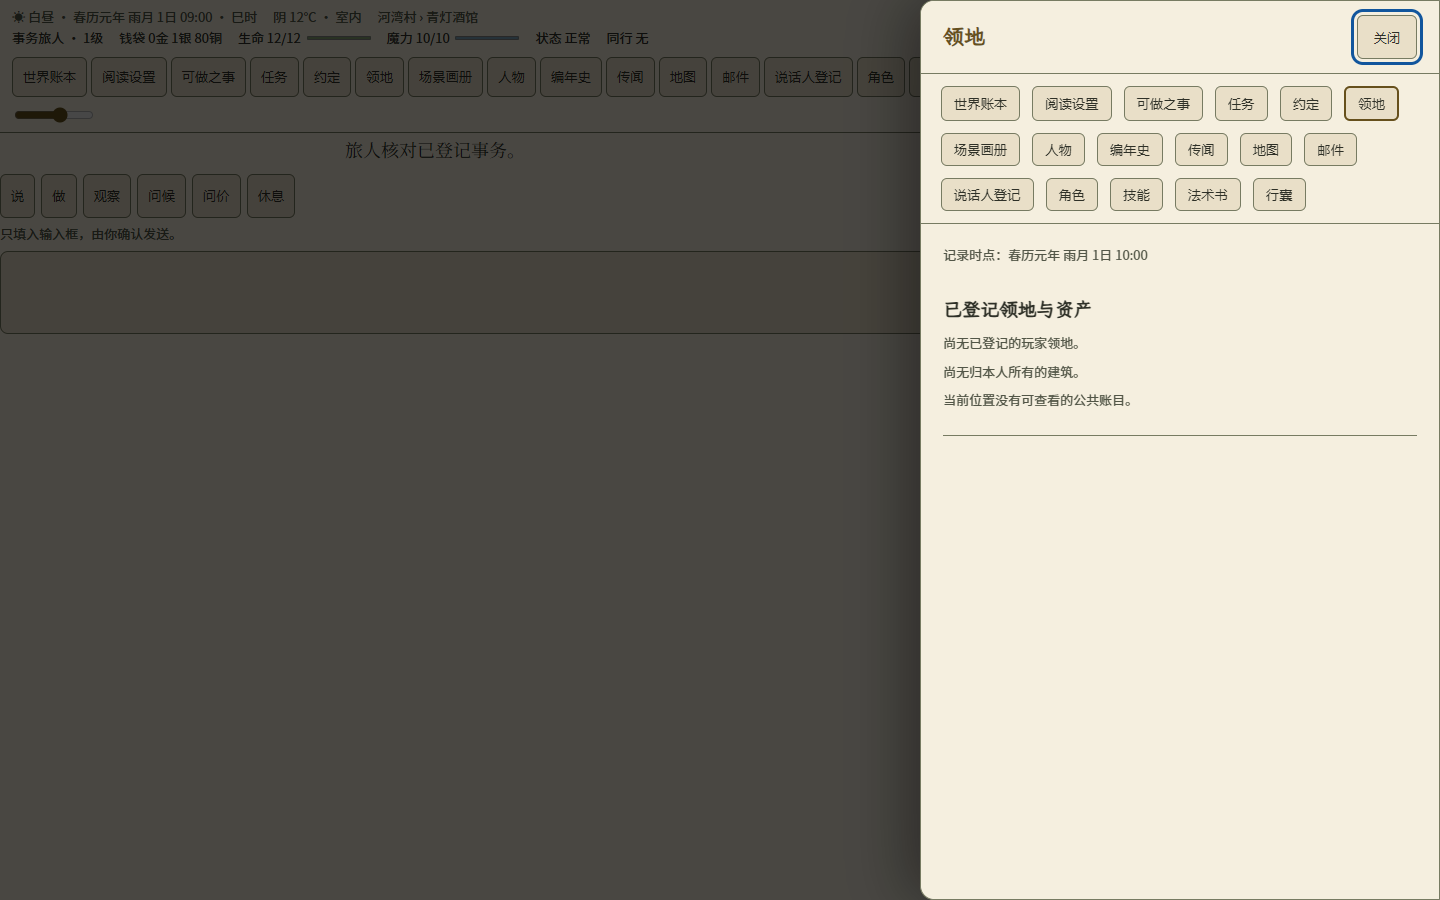 ☀ 白昼 · 春历元年 雨月 1日 09:00 · 巳时 阴 12℃ · 室内 河湾村 › 青灯酒馆
事务旅人 · 1级 钱袋 0金 1银 80铜 生命 12/12 魔力 10/10 状态 正常 同行 无
世界账本 阅读设置 可做之事 任务 约定 领地 场景画册 人物 编年史 传闻 地图 邮件 说话人登记 角色
旅人核对已登记事务。
说 做 观察 问候 问价 休息
只填入输入框，由你确认发送。
领地
关闭
世界账本 阅读设置 可做之事 任务 约定 领地
场景画册 人物 编年史 传闻 地图 邮件
说话人登记 角色 技能 法术书 行囊
记录时点：春历元年 雨月 1日 10:00
已登记领地与资产
尚无已登记的玩家领地。
尚无归本人所有的建筑。
当前位置没有可查看的公共账目。